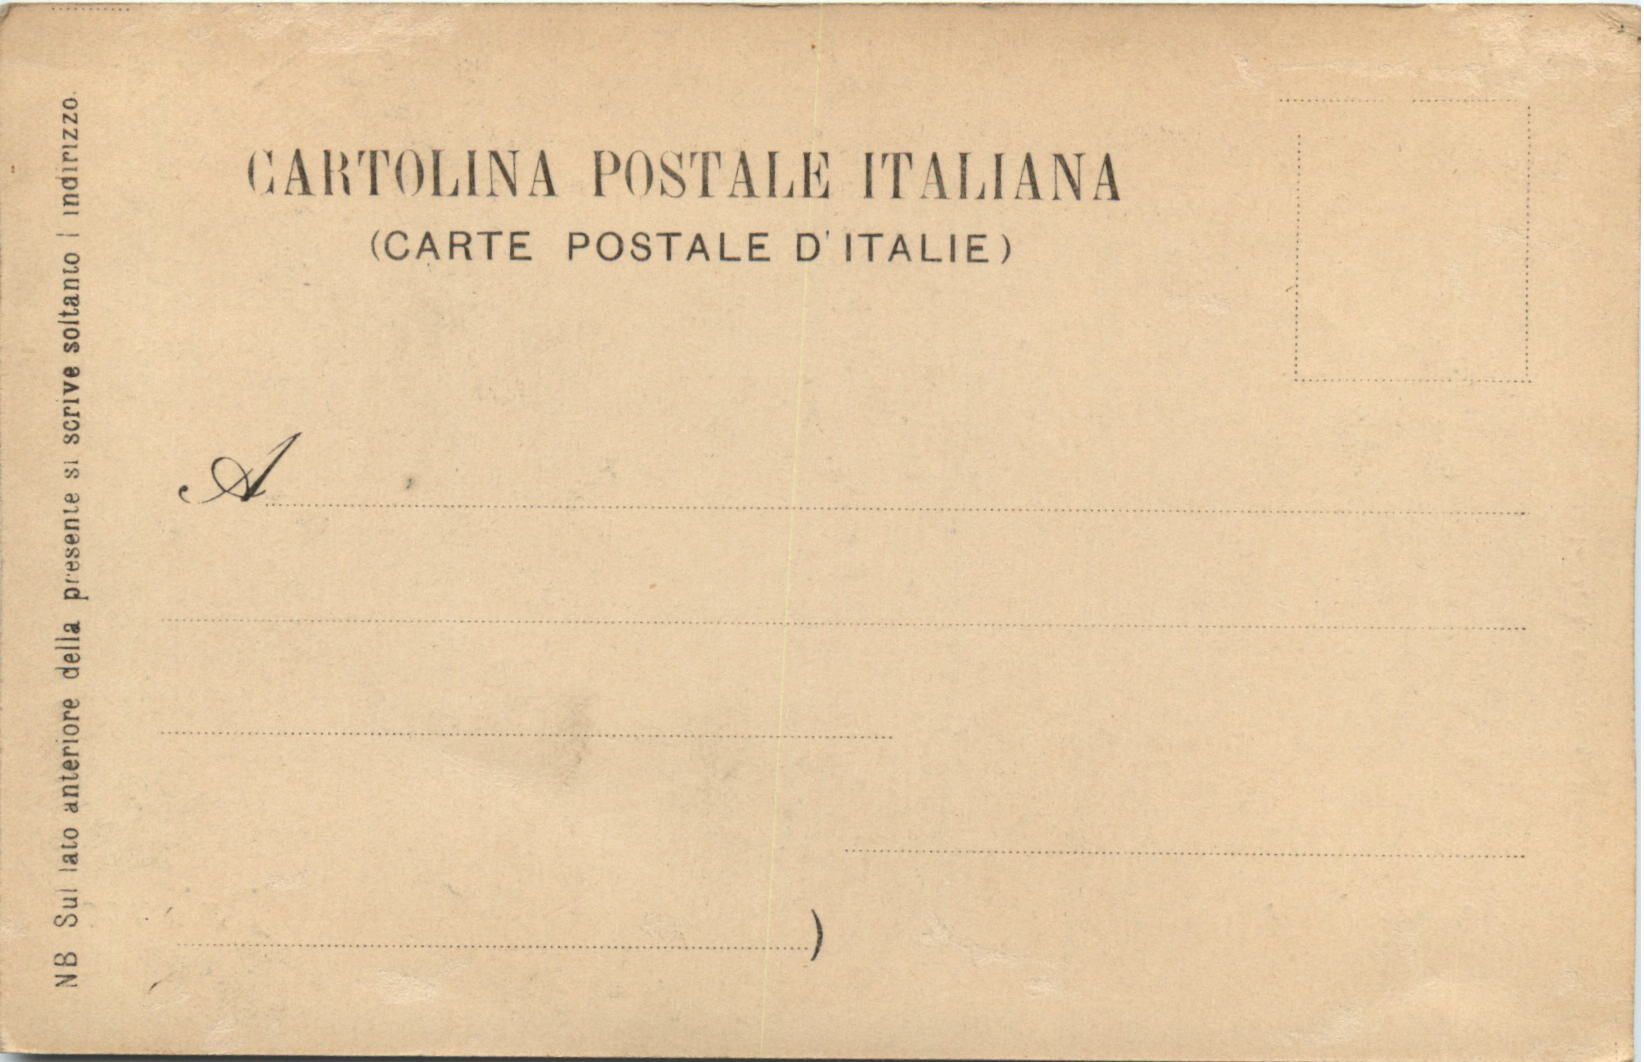 CARTOLINA POSTALE ITALIANA
(CARTE POSTALE D'ITALIE)
A
)
NB Sul lato anteriore della presente si scrive soltanto l indirizzo.